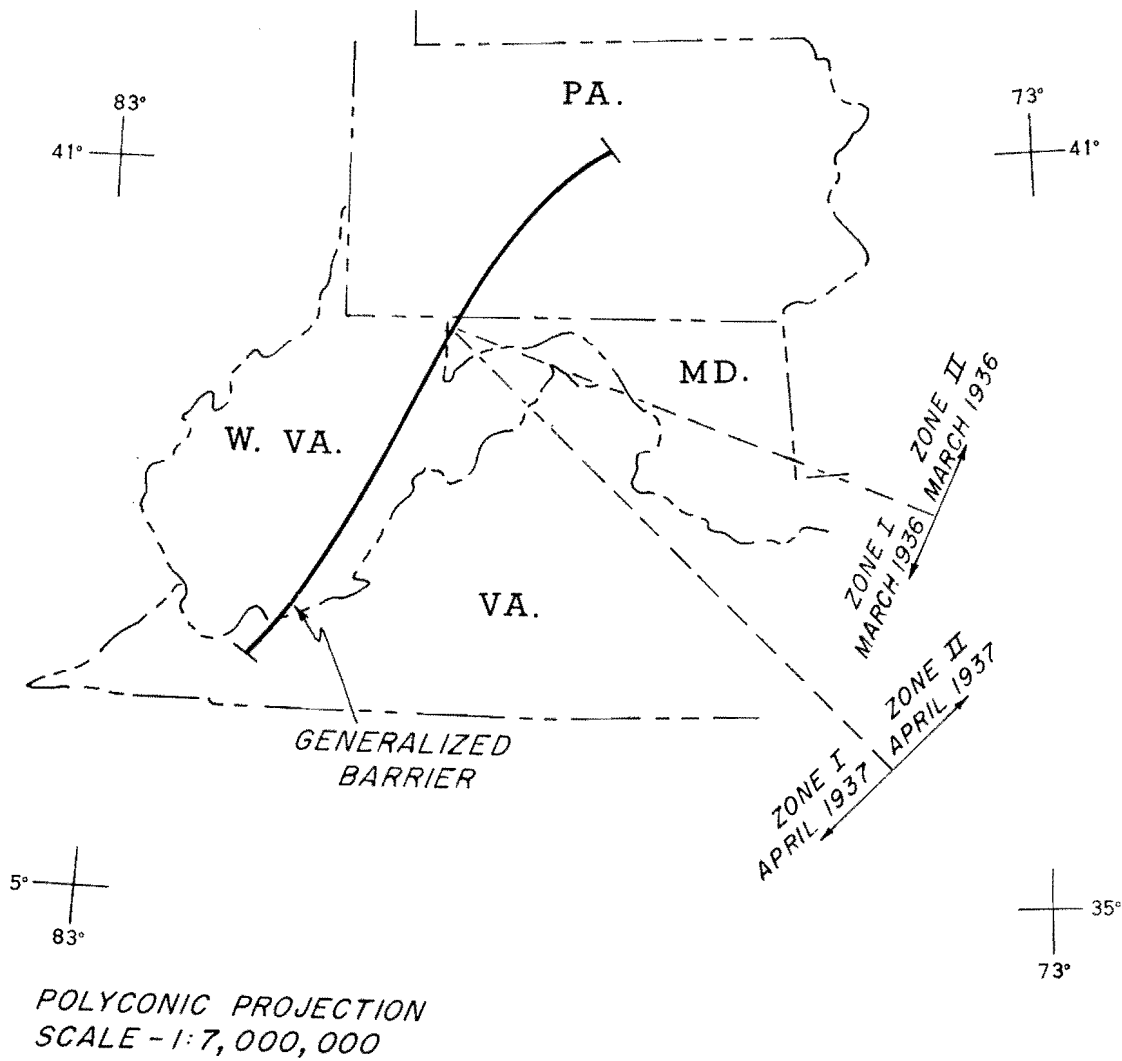 PA.
83°
41°
73°
41°
MD.
W. VA.
VA.
ZONE II
MARCH 1936
ZONE I
MARCH 1936
ZONE II
APRIL 1937
ZONE I
APRIL 1937
GENERALIZED
BARRIER
5°
83°
35°
73°
POLYCONIC PROJECTION
SCALE - 1:7,000,000